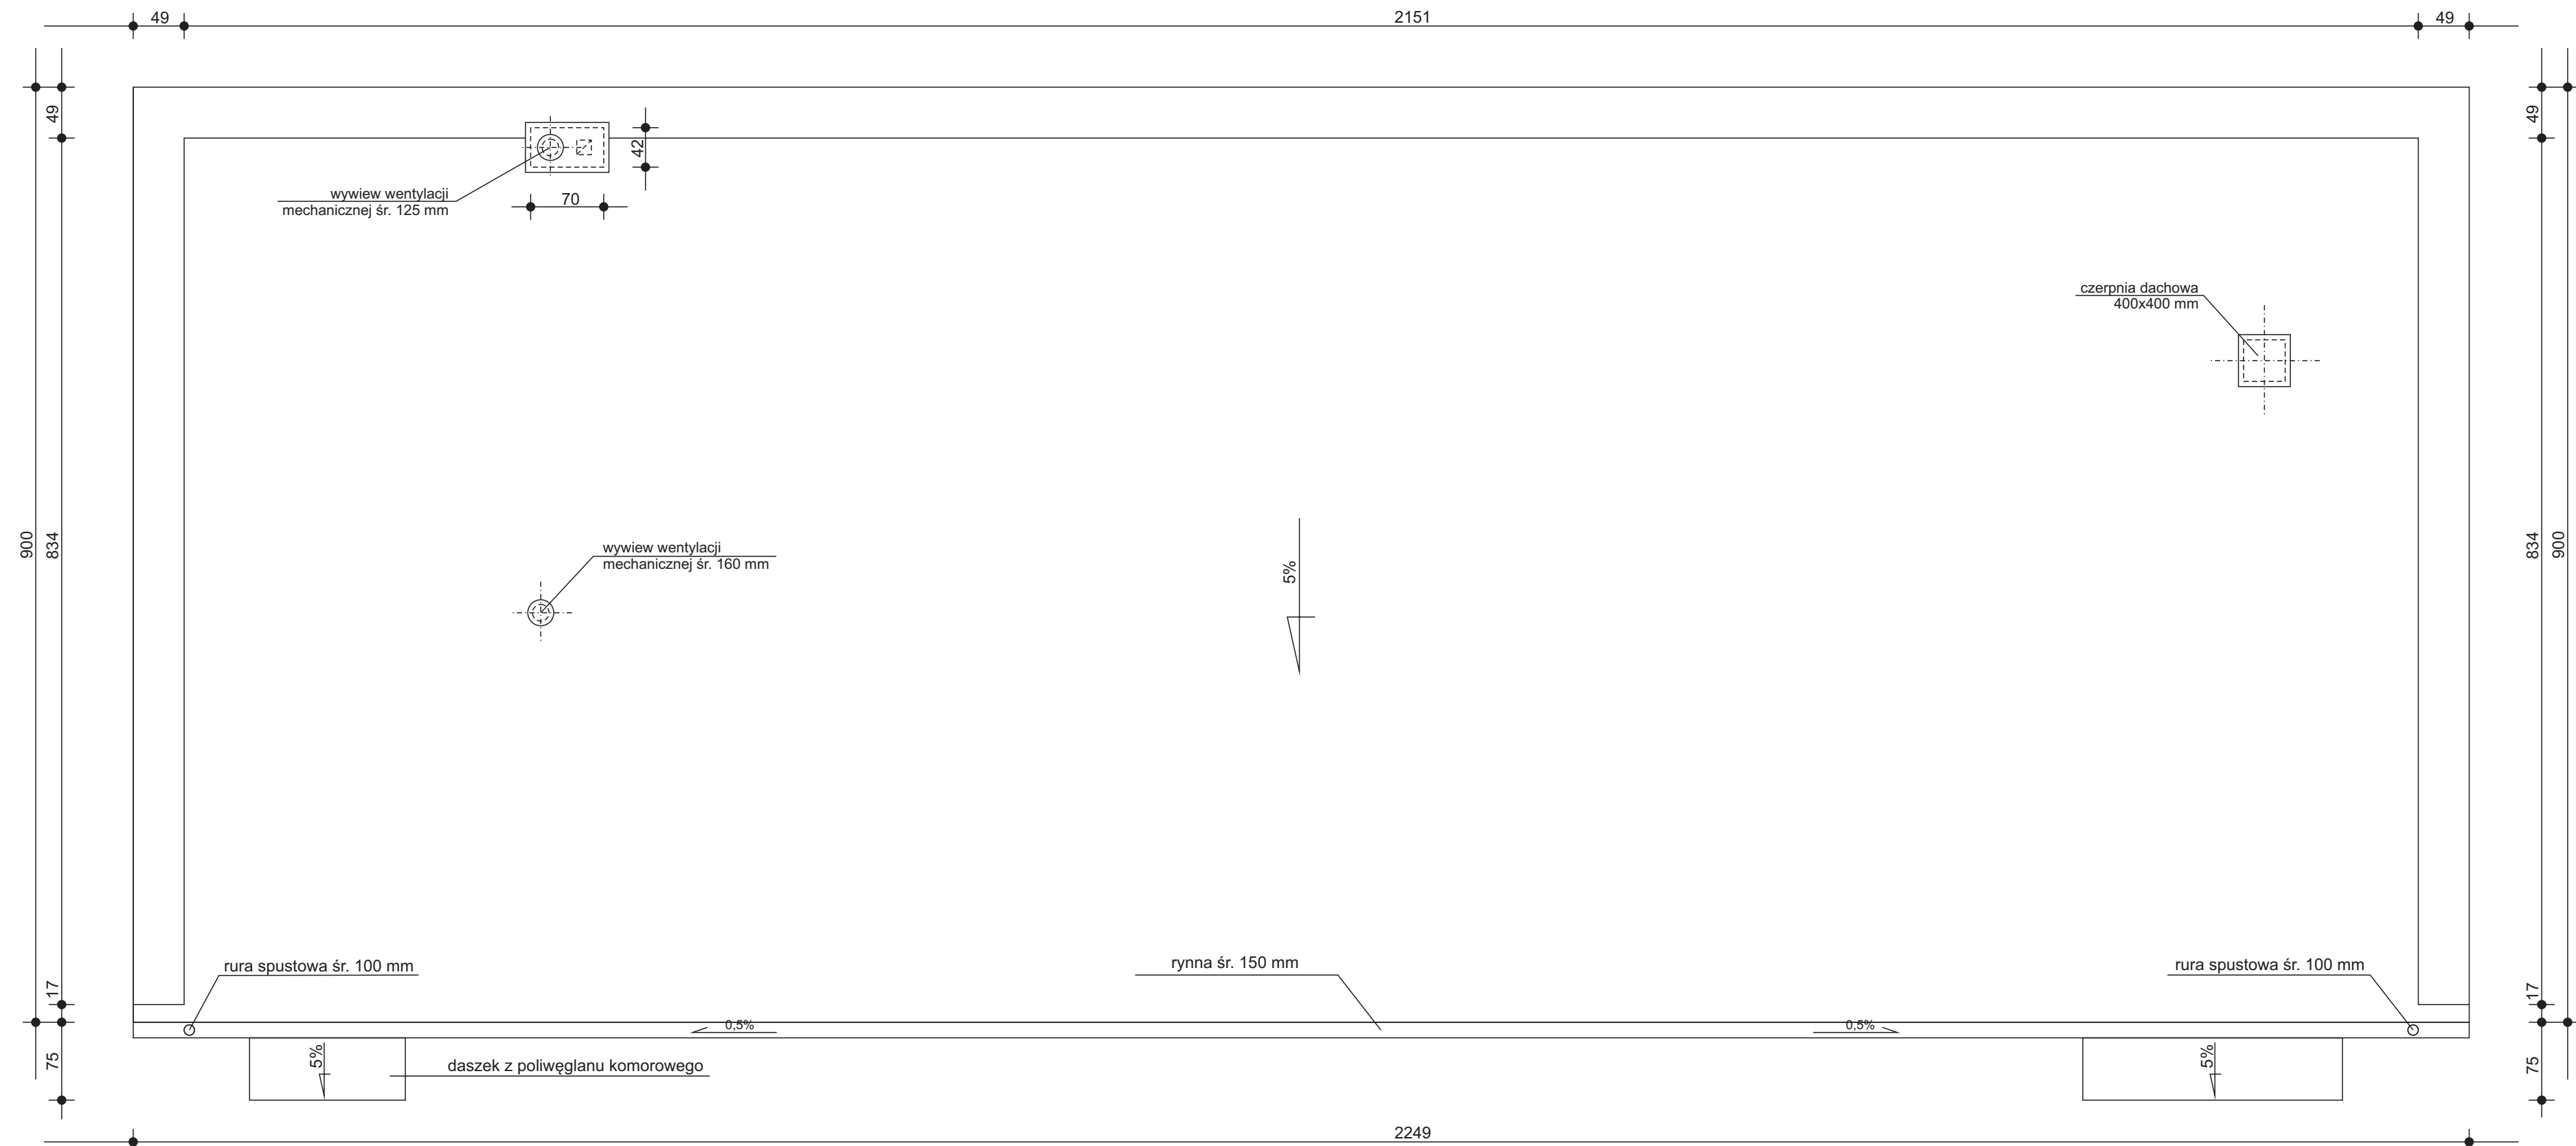 49
2151
49
49
49
42
wywiew wentylacji
mechanicznej śr. 125 mm
70
czerpnia dachowa
400x400 mm
900
834
wywiew wentylacji
mechanicznej śr. 160 mm
5%
834
900
rura spustowa śr. 100 mm
rynna śr. 150 mm
rura spustowa śr. 100 mm
17
17
0,5%
0,5%
75
5%
daszek z poliwęglanu komorowego
5%
75
2249